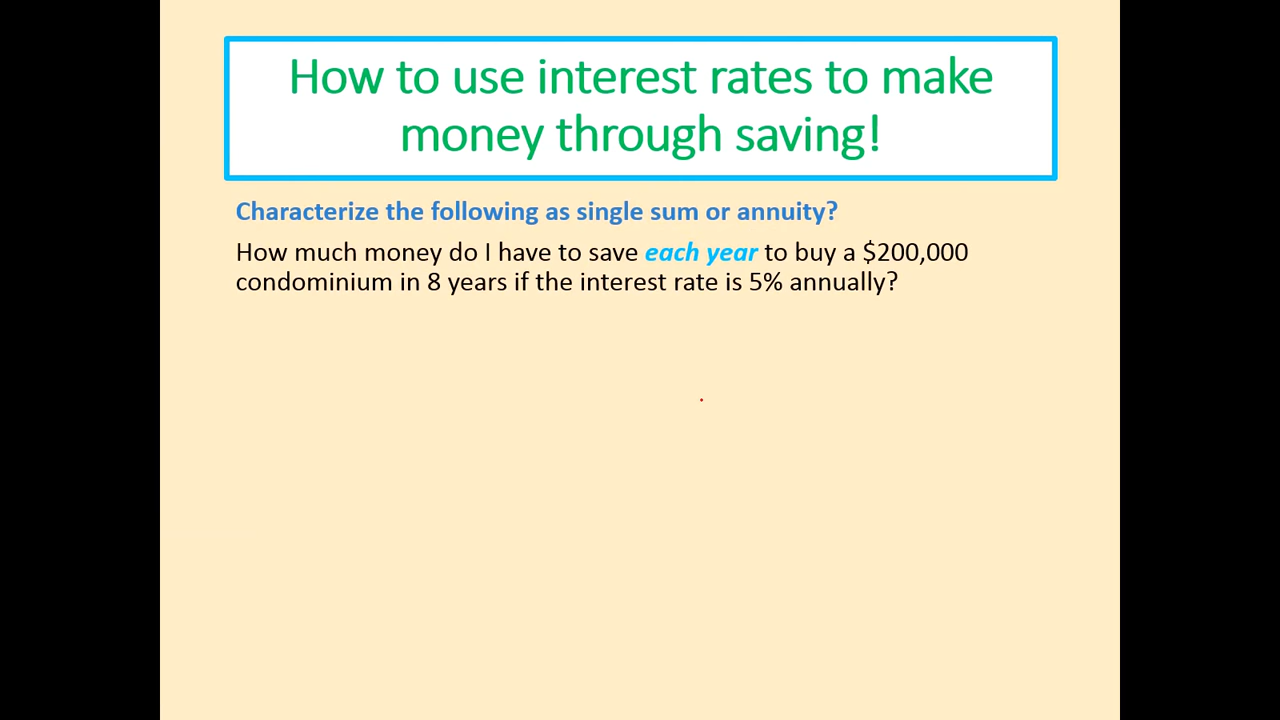 How to use interest rates to make
money through saving!
Characterize the following as single sum or annuity?
How much money do I have to save each year to buy a $200,000
condominium in 8 years if the interest rate is 5% annually?